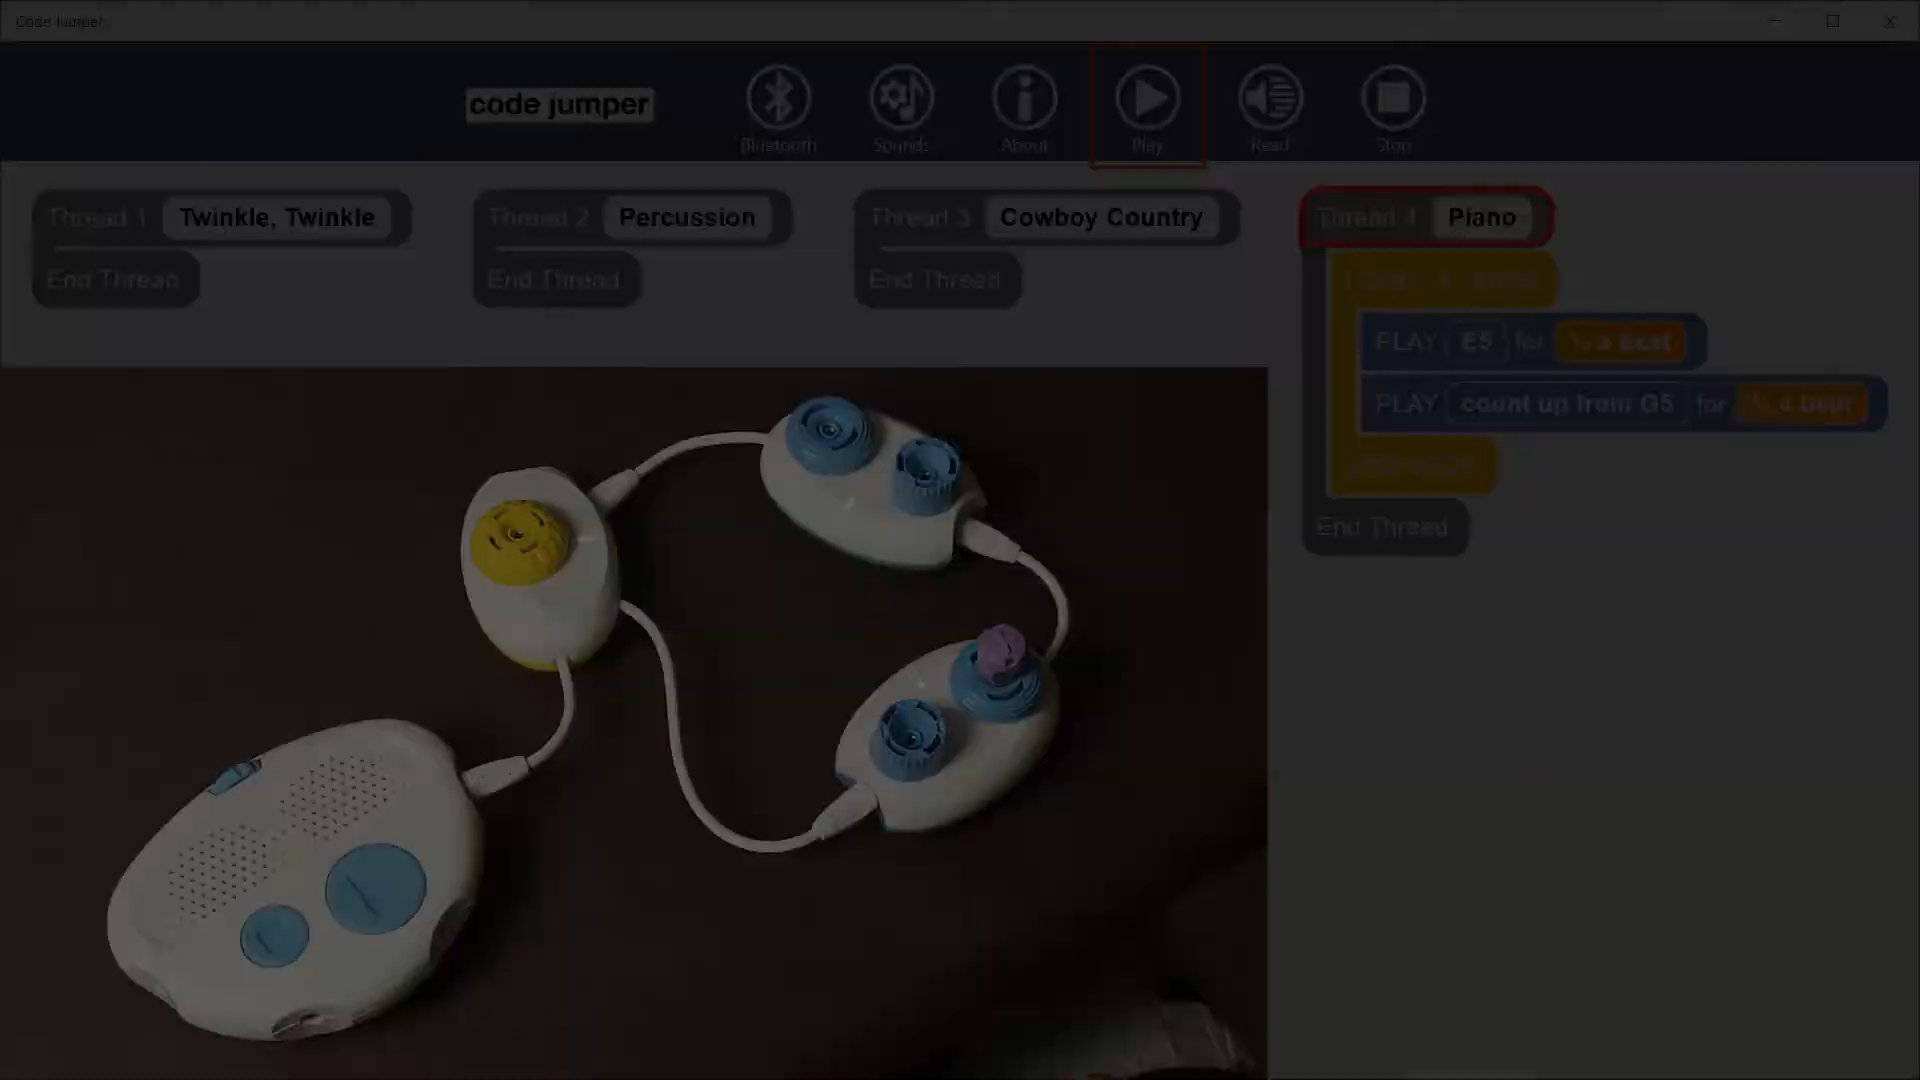 Code Jumper
code jumper
Bluetooth
Sounds
About
Play
Read
Stop
Thread 1 Twinkle, Twinkle
End Thread
Thread 2 Percussion
End Thread
Thread 3 Cowboy Country
End Thread
Thread 4 Piano
PLAY E5 for a beat
PLAY count up from G5 for a beat
End Thread